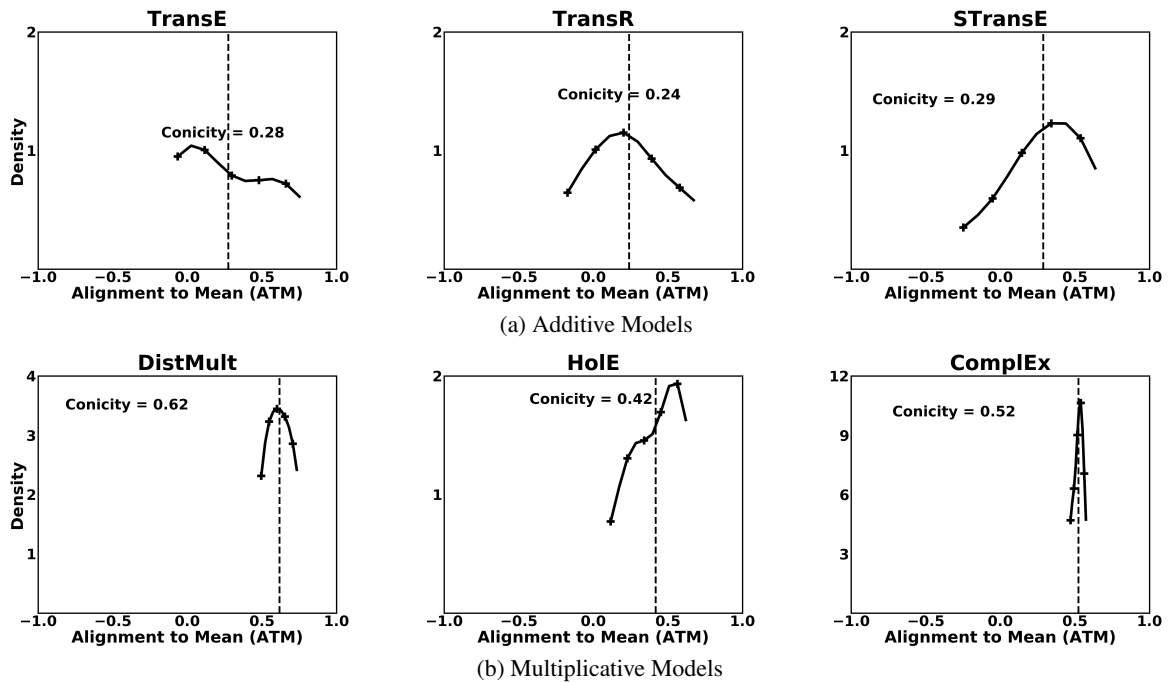 TransE
TransR
STransE
2
1
Density
Conicity = 0.28
−1.0 −0.5 0.0 0.5 1.0
Alignment to Mean (ATM)
2
1
Conicity = 0.24
−1.0 −0.5 0.0 0.5 1.0
Alignment to Mean (ATM)
2
1
Conicity = 0.29
−1.0 −0.5 0.0 0.5 1.0
Alignment to Mean (ATM)
(a) Additive Models
DistMult
HolE
ComplEx
4
3
2
1
Density
Conicity = 0.62
−1.0 −0.5 0.0 0.5 1.0
Alignment to Mean (ATM)
2
1
Conicity = 0.42
−1.0 −0.5 0.0 0.5 1.0
Alignment to Mean (ATM)
12
9
6
3
Conicity = 0.52
−1.0 −0.5 0.0 0.5 1.0
Alignment to Mean (ATM)
(b) Multiplicative Models